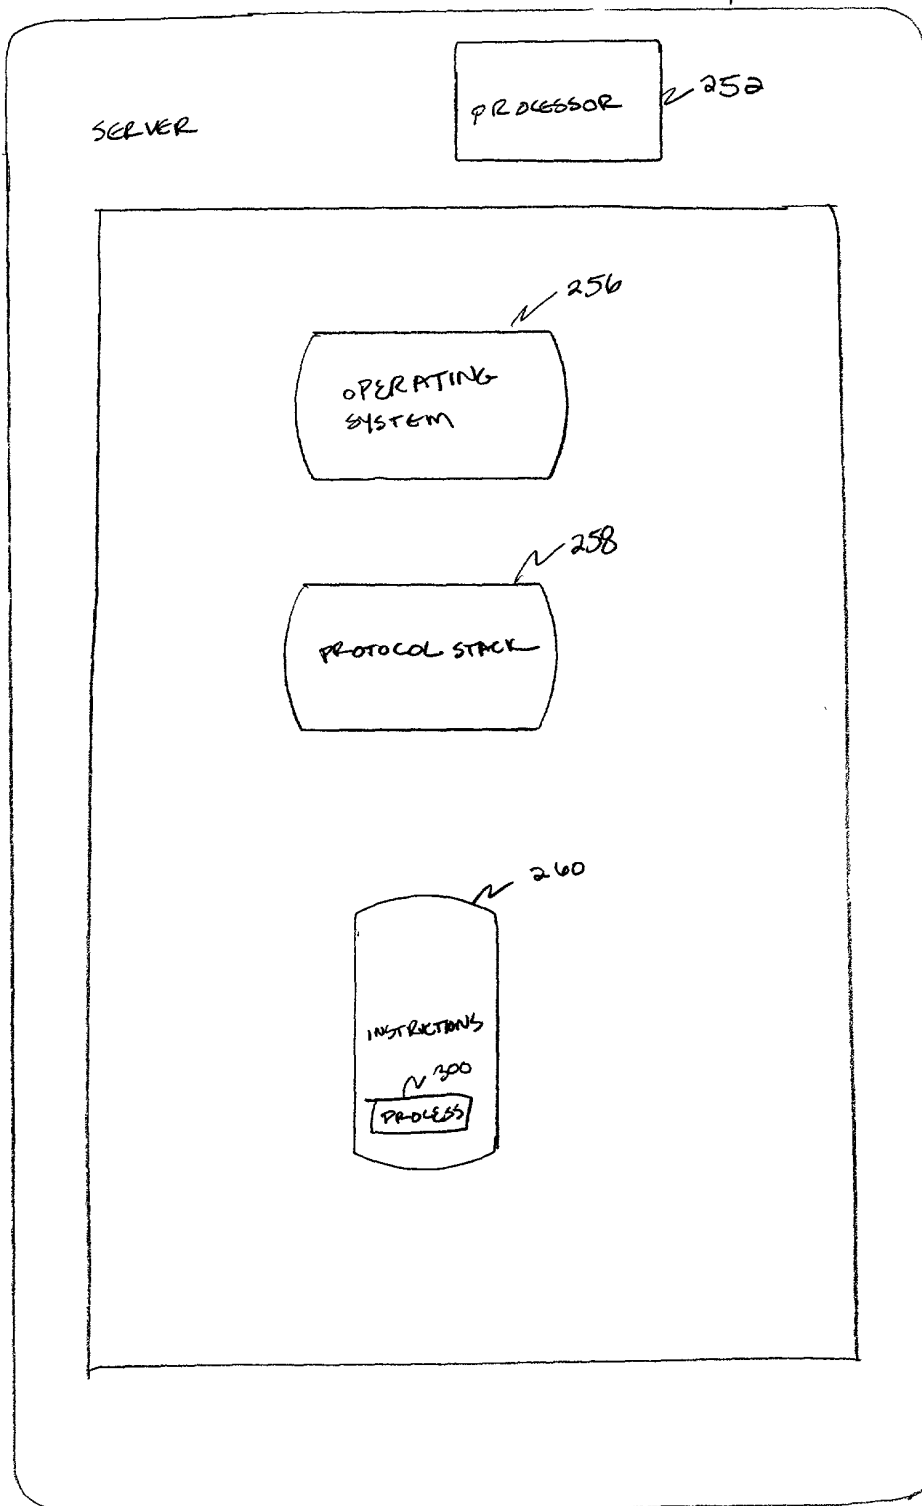 SERVER
PROCESSOR
252
256
OPERATING
SYSTEM
258
PROTOCOL STACK
260
INSTRUCTIONS
300
PROCESS